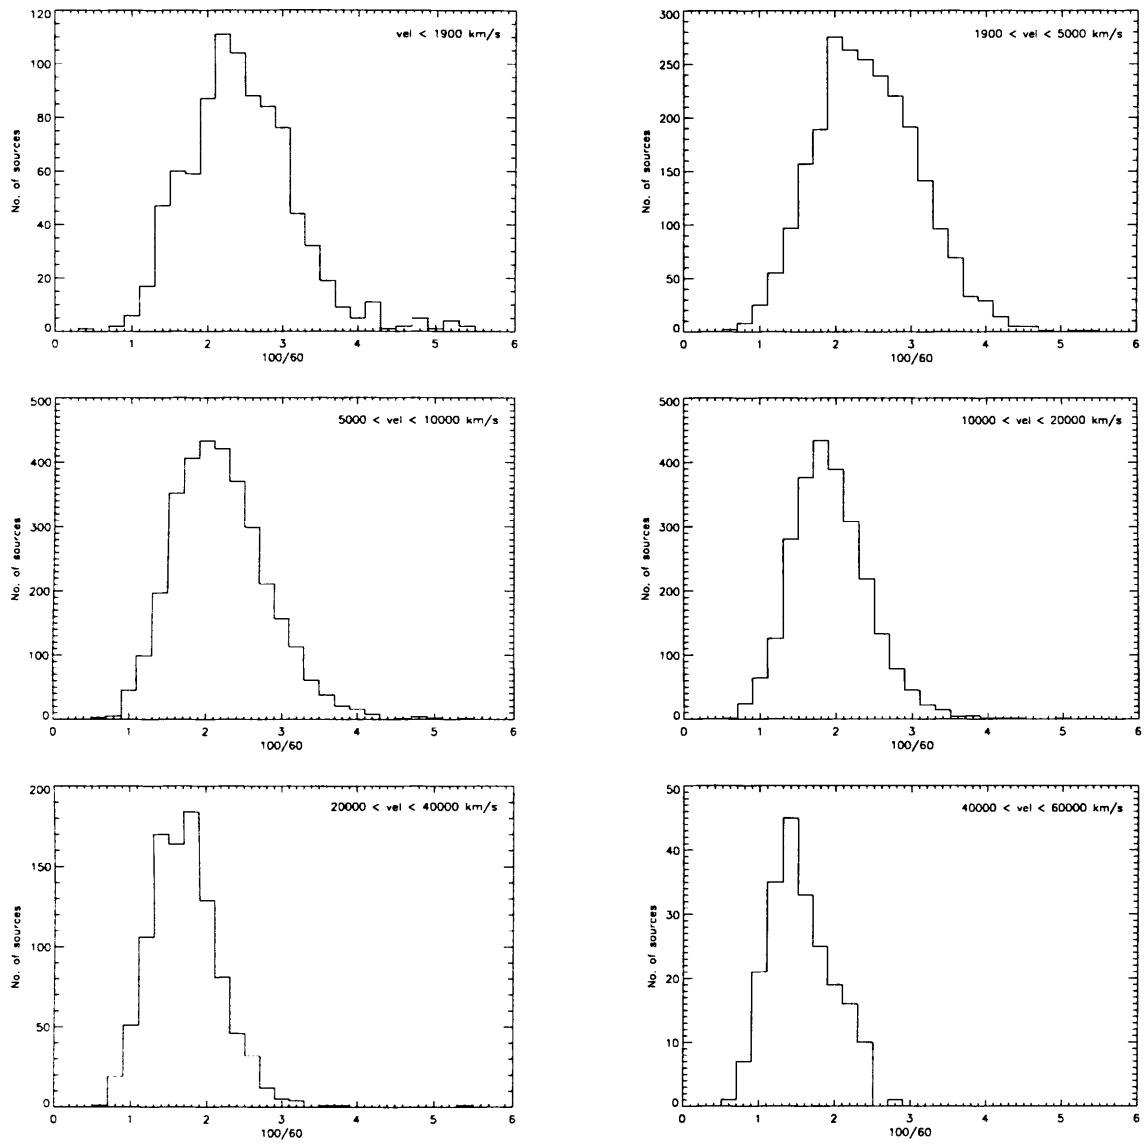 vel < 1900 km/s
No. of sources
120
100
80
60
40
20
0
0 1 2 3 4 5 6
100/60
1900 < vel < 5000 km/s
No. of sources
300
250
200
150
100
50
0
0 1 2 3 4 5 6
100/60
5000 < vel < 10000 km/s
No. of sources
500
400
300
200
100
0
0 1 2 3 4 5 6
100/60
10000 < vel < 20000 km/s
No. of sources
500
400
300
200
100
0
0 1 2 3 4 5 6
100/60
20000 < vel < 40000 km/s
No. of sources
200
150
100
50
0
0 1 2 3 4 5 6
100/60
40000 < vel < 60000 km/s
No. of sources
50
40
30
20
10
0
0 1 2 3 4 5 6
100/60